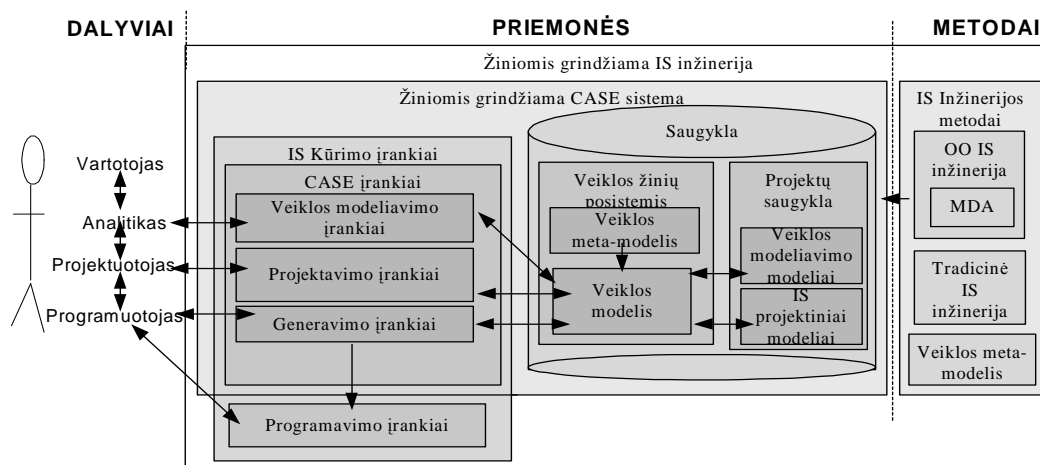 DALYVIAI
PRIEMONĖS
METODAI
Žiniomis grindžiama IS inžinerija
Žiniomis grindžiama CASE sistema
Saugykla
IS Kūrimo įrankiai
CASE įrankiai
Veiklos modeliavimo
įrankiai
Projektavimo įrankiai
Generavimo įrankiai
Programavimo įrankiai
Vartotojas
Analitikas
Projektuotojas
Programuotojas
Veiklos žinių
posistemis
Veiklos
meta-modelis
Veiklos
modelis
Projektų
saugykla
Veiklos
modeliavimo
modeliai
IS
projektiniai
modeliai
IS Inžinerijos
metodai
OO IS
inžinerija
MDA
Tradicinė
IS
inžinerija
Veiklos meta-
modelis